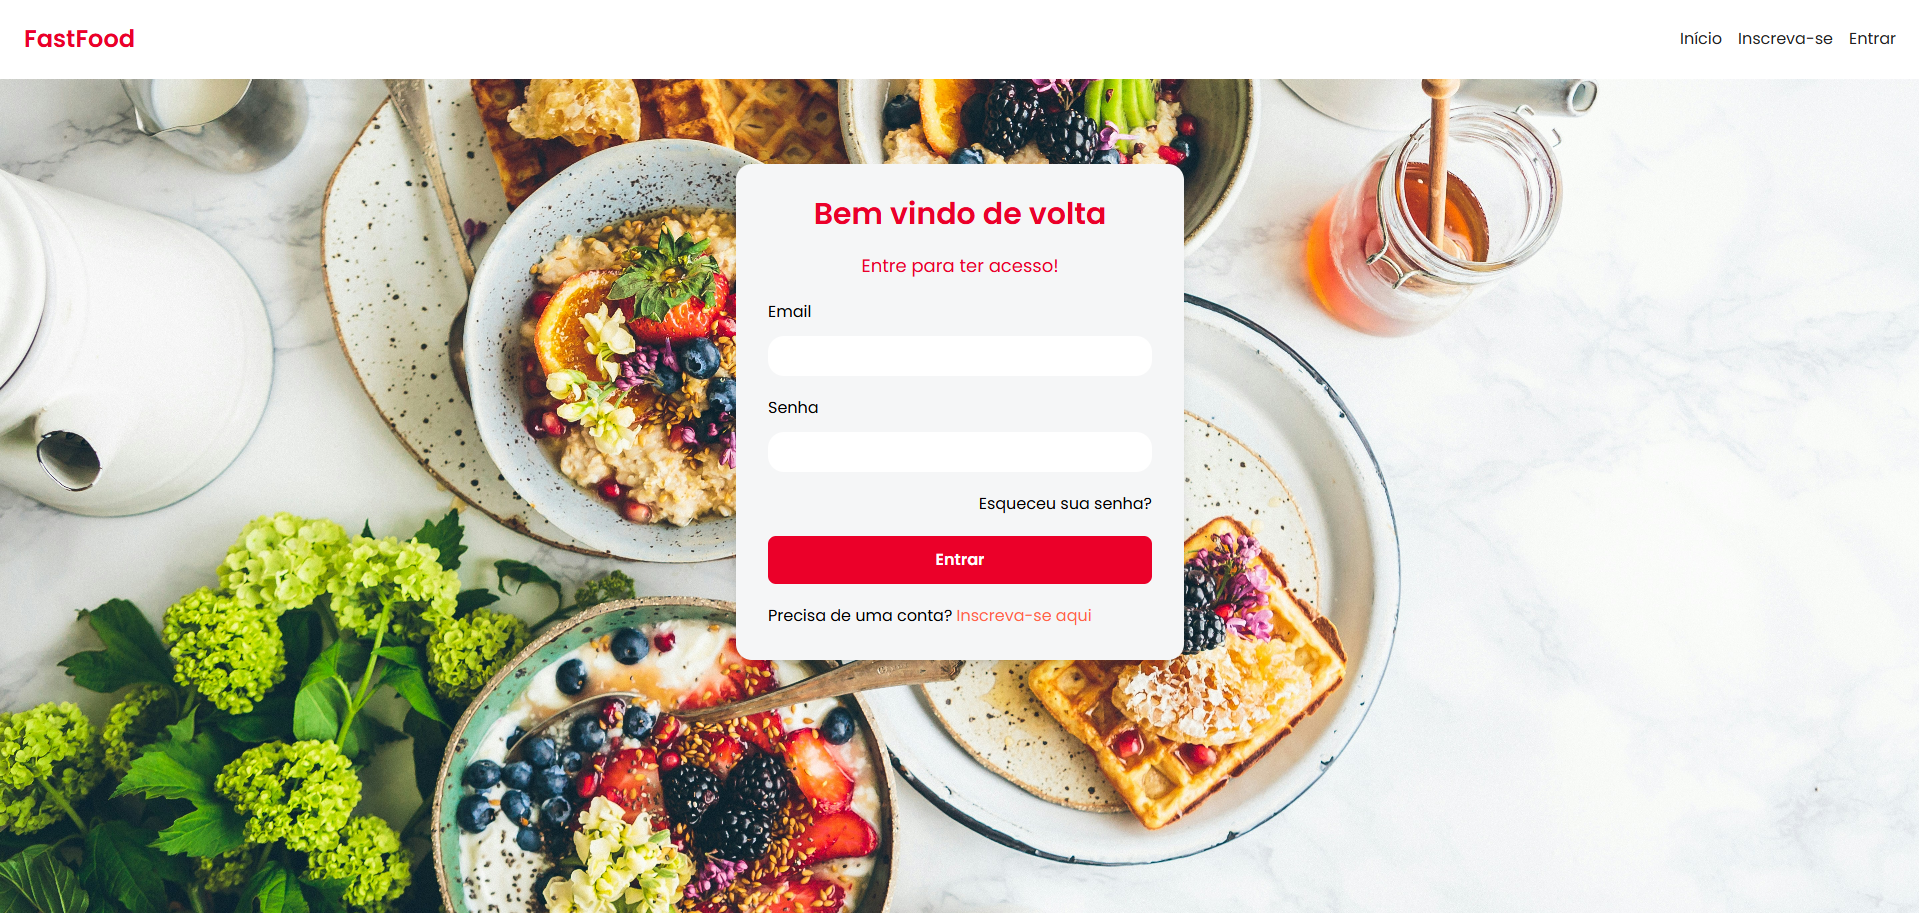 FastFood
Início Inscreva-se Entrar
Bem vindo de volta
Entre para ter acesso!
Email
Senha
Esqueceu sua senha?
Entrar
Precisa de uma conta? Inscreva-se aqui